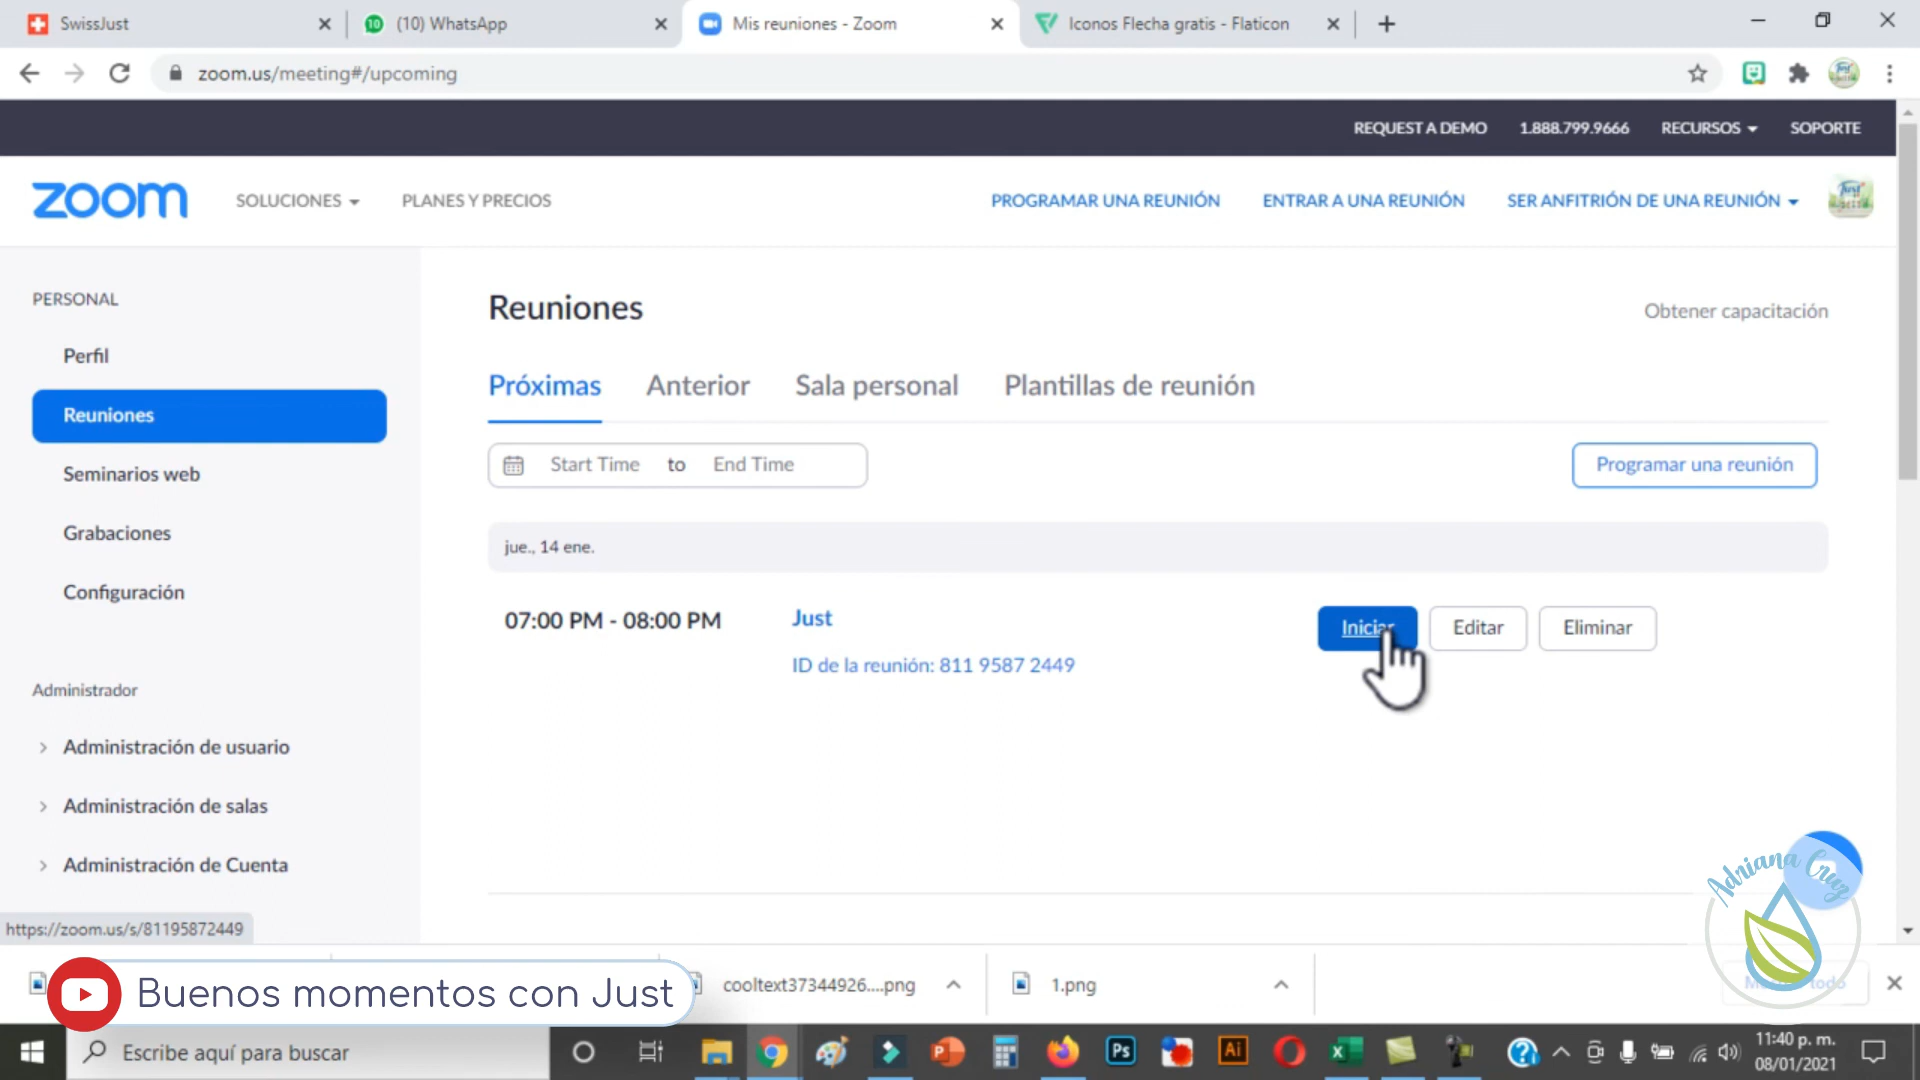 SwissJust
(10) WhatsApp
Mis reuniones - Zoom
Iconos Flecha gratis - Flaticon
zoom.us/meeting#/upcoming
REQUEST A DEMO 1.888.799.9666 RECURSOS SOPORTE
zoom SOLUCIONES PLANES Y PRECIOS PROGRAMAR UNA REUNIÓN ENTRAR A UNA REUNIÓN SER ANFITRIÓN DE UNA REUNIÓN
PERSONAL
Perfil
Reuniones
Seminarios web
Grabaciones
Configuración
Administrador
Administración de usuario
Administración de salas
Administración de Cuenta
Reuniones
Obtener capacitación
Próximas Anterior Sala personal Plantillas de reunión
Start Time to End Time
Programar una reunión
jue., 14 ene.
07:00 PM - 08:00 PM
Just
ID de la reunión: 811 9587 2449
Iniciar Editar Eliminar
Adriana Cruz
https://zoom.us/s/81195872449
Buenos momentos con Just
cooltext37344926....png
1.png
todo
Escribe aquí para buscar
11:40 p. m.
08/01/2021